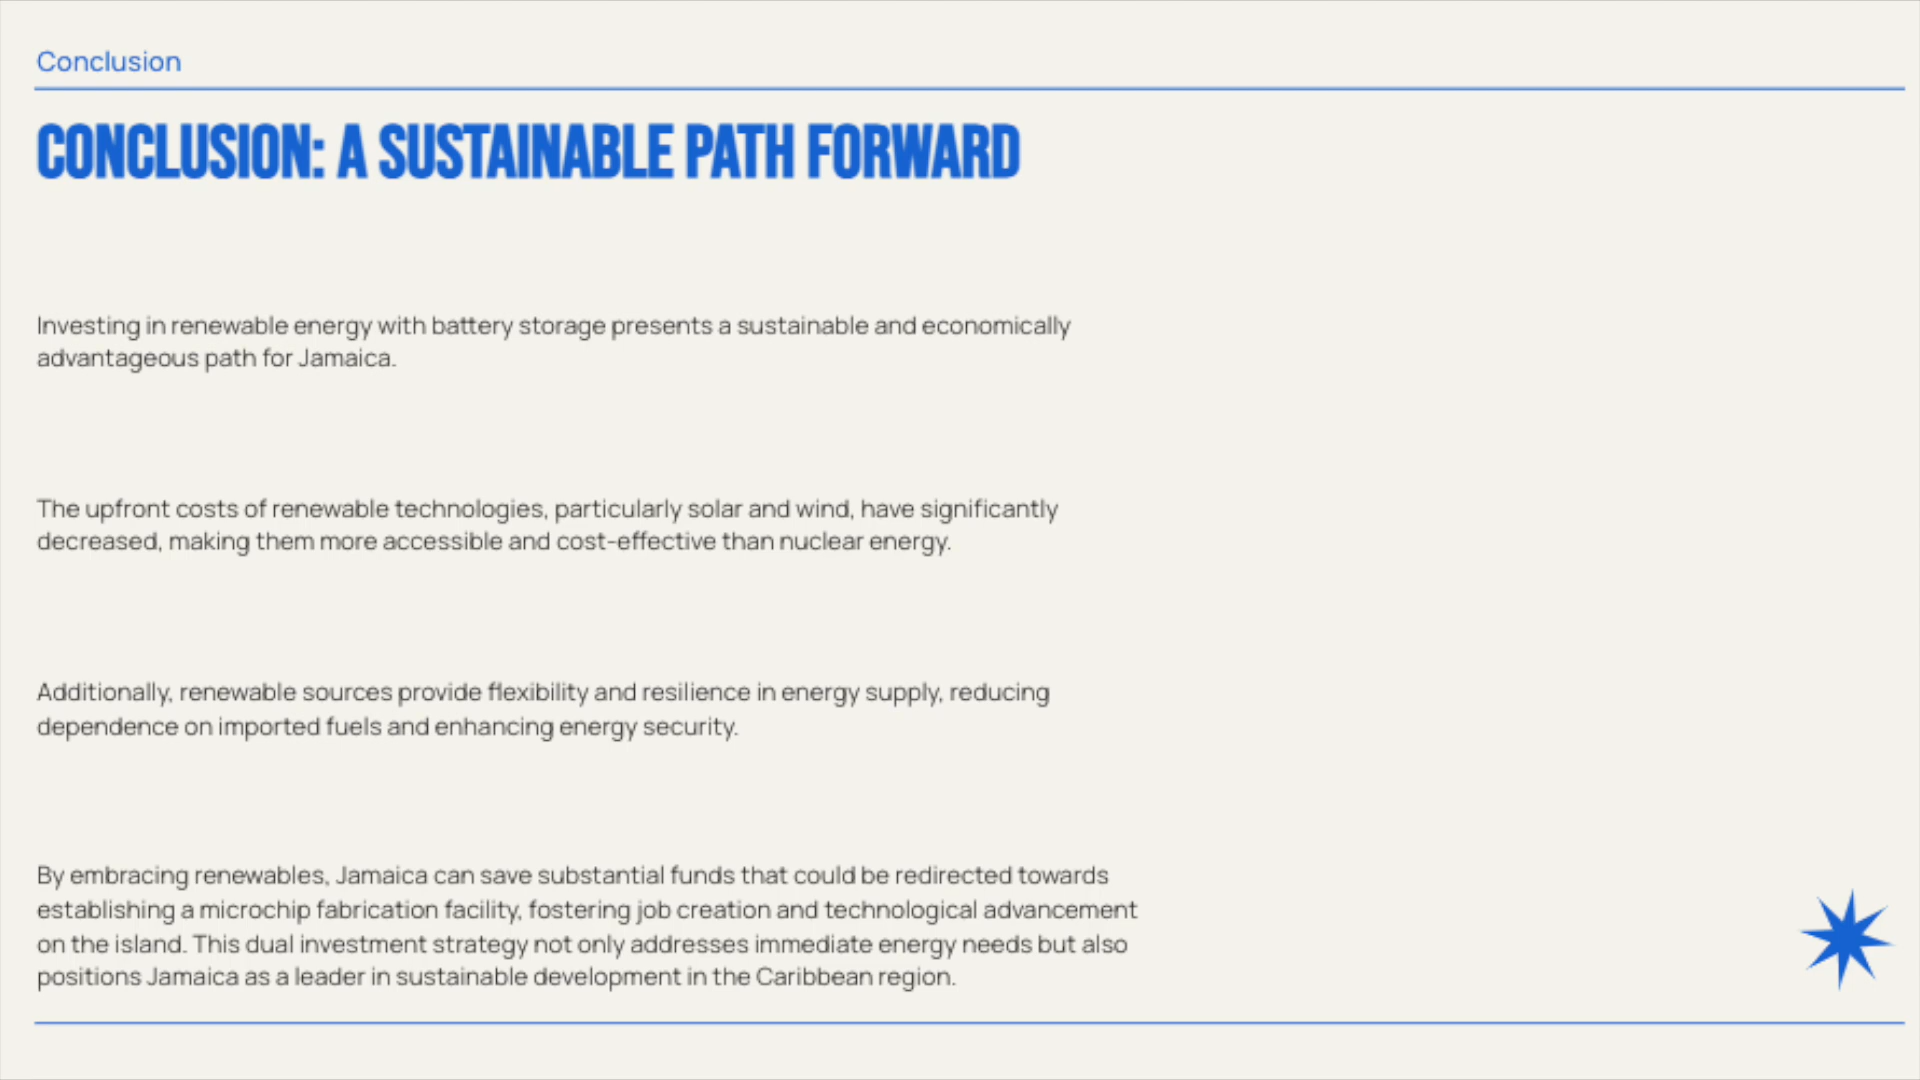 Conclusion
CONCLUSION: A SUSTAINABLE PATH FORWARD
Investing in renewable energy with battery storage presents a sustainable and economically
advantageous path for Jamaica.
The upfront costs of renewable technologies, particularly solar and wind, have significantly
decreased, making them more accessible and cost-effective than nuclear energy.
Additionally, renewable sources provide flexibility and resilience in energy supply, reducing
dependence on imported fuels and enhancing energy security.
By embracing renewables, Jamaica can save substantial funds that could be redirected towards
establishing a microchip fabrication facility, fostering job creation and technological advancement
on the island. This dual investment strategy not only addresses immediate energy needs but also
positions Jamaica as a leader in sustainable development in the Caribbean region.